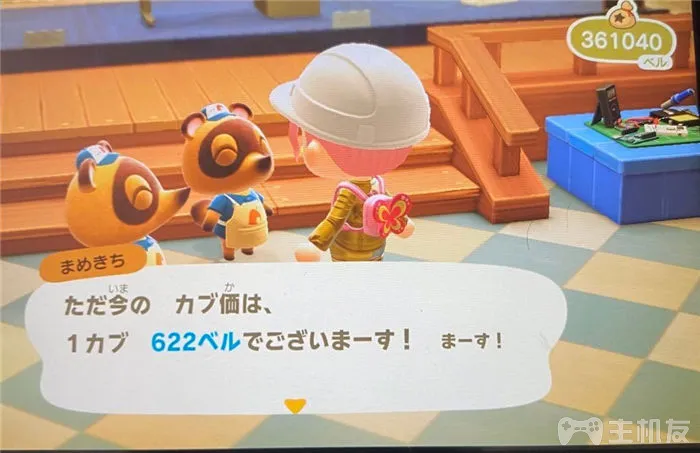 361040
ベル
まめきち
いま か
ただ今の カブ価は、
1カブ 622ベルでございまーす! まーす!
主机友